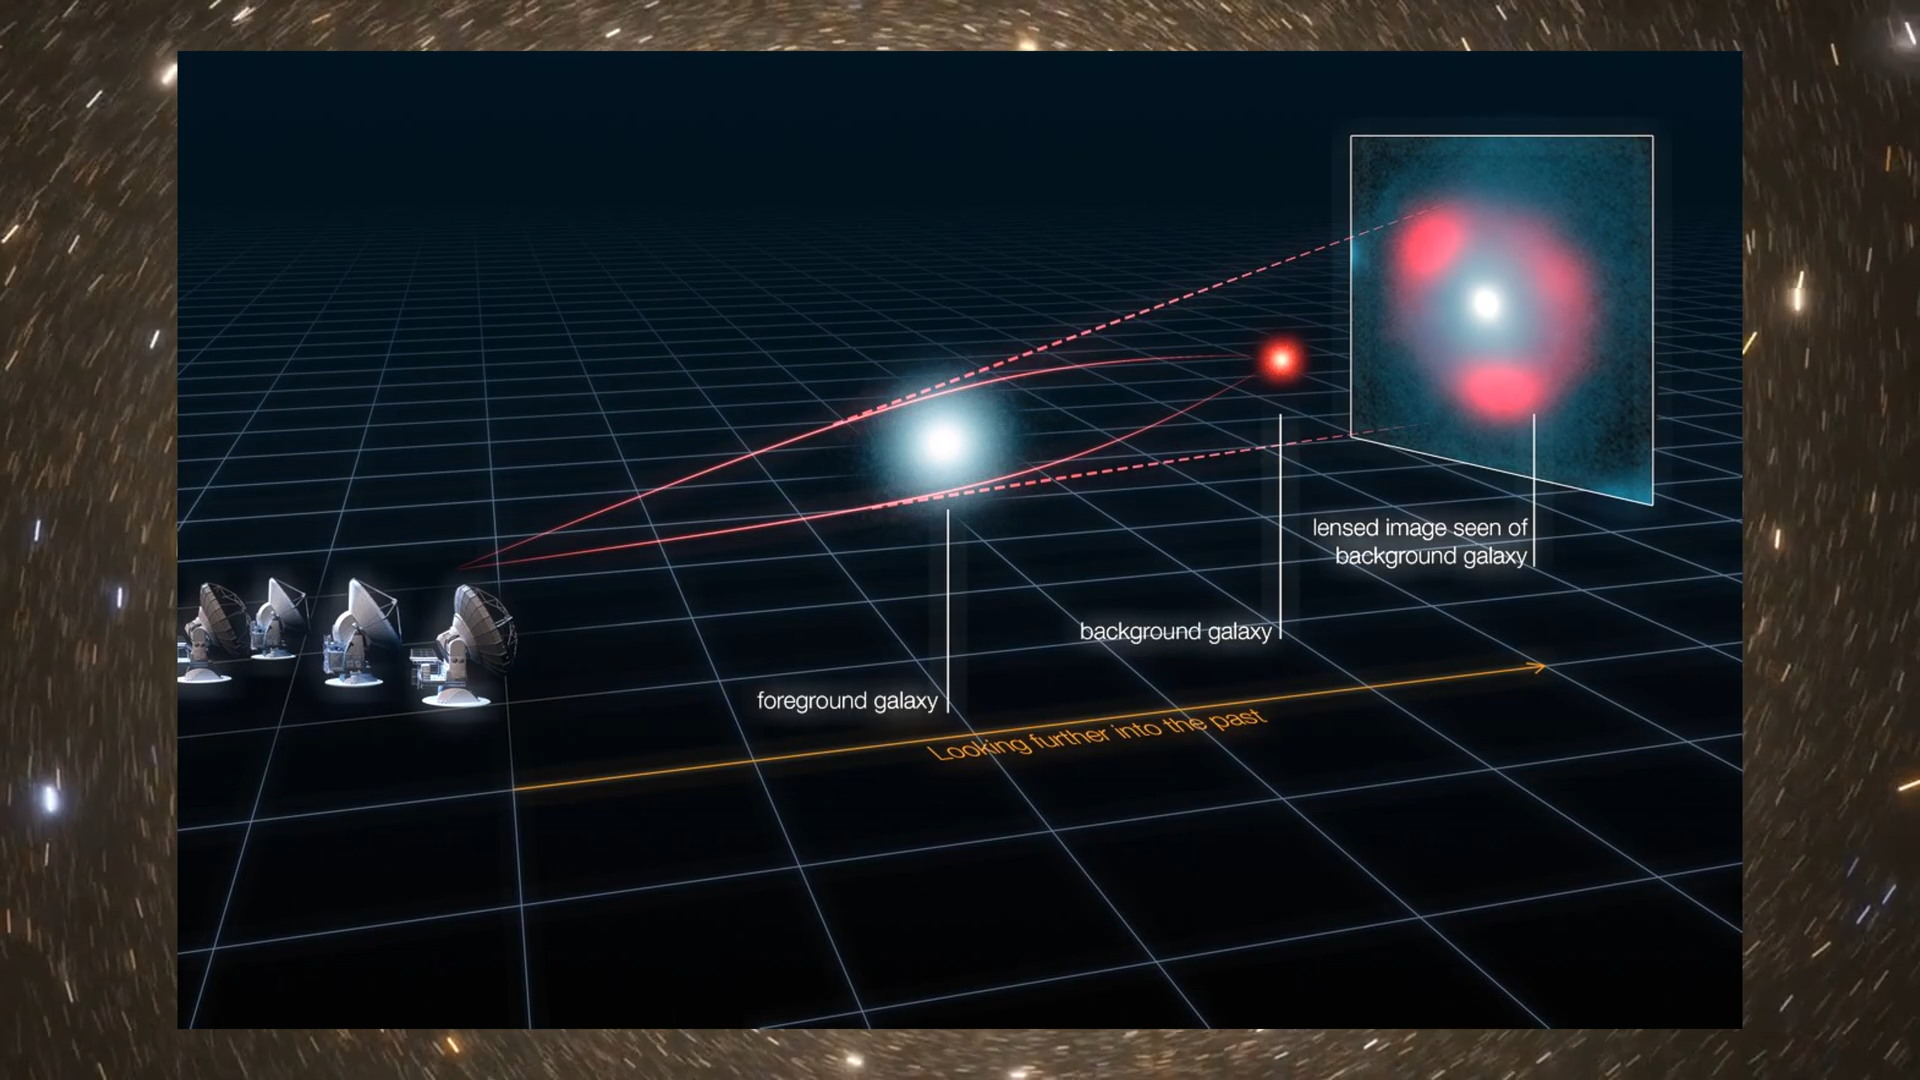 lensed image seen of
background galaxy
background galaxy
foreground galaxy
Looking further into the past